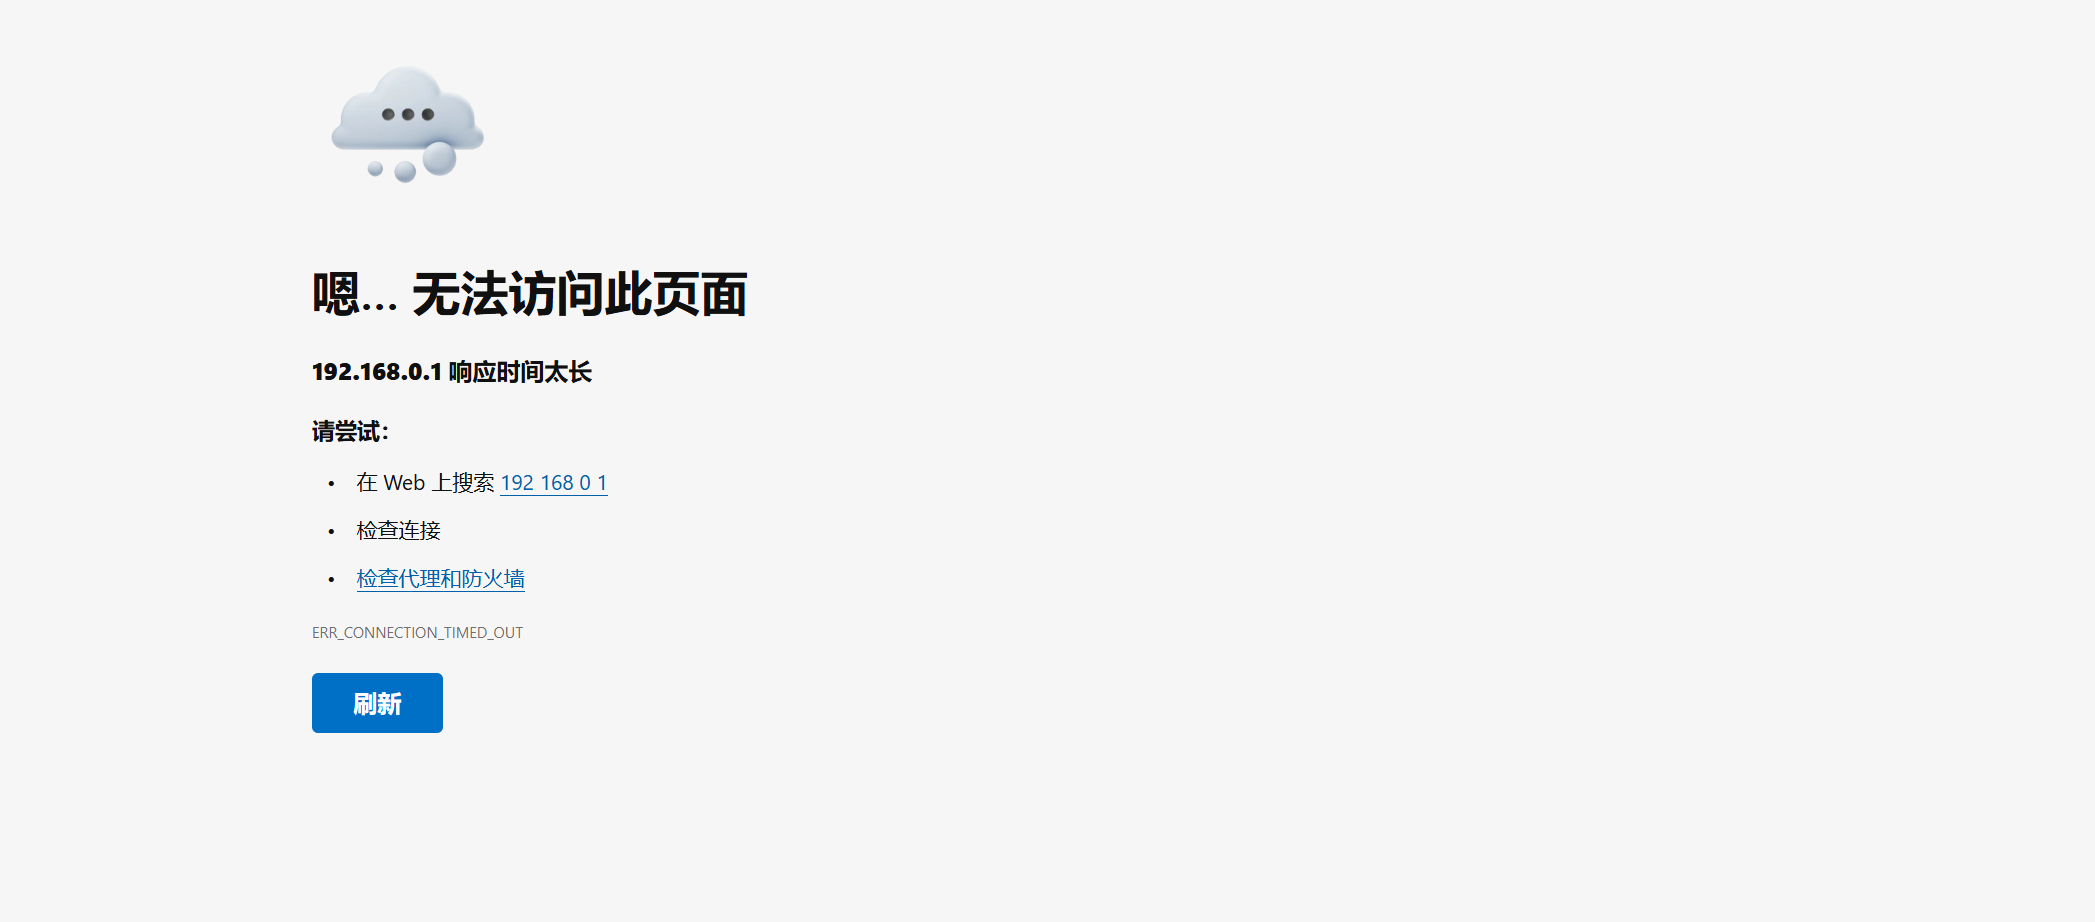 嗯… 无法访问此页面
192.168.0.1 响应时间太长
请尝试：
• 在 Web 上搜索 192 168 0 1
• 检查连接
• 检查代理和防火墙
ERR_CONNECTION_TIMED_OUT
刷新